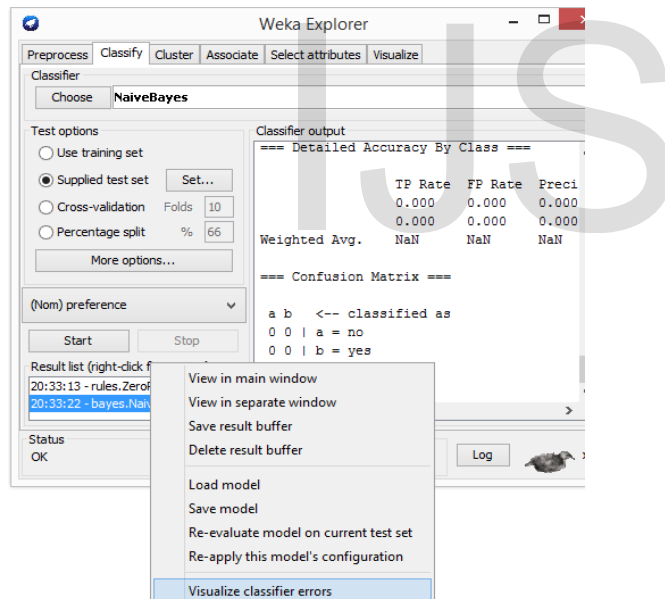 Weka Explorer
Preprocess Classify Cluster Associate Select attributes Visualize
Classifier
Choose NaiveBayes
Test options
Use training set
Supplied test set Set...
Cross-validation Folds 10
Percentage split % 66
More options...
(Nom) preference
Start Stop
Result list (right-click
20:33:13 - rules.
20:33:22 - bayes.
Status
OK
Classifier output
=== Detailed Accuracy By Class ===
TP Rate FP Rate Preci
0.000 0.000 0.000
0.000 0.000 0.000
Weighted Avg. NaN NaN NaN
=== Confusion Matrix ===
a b <-- classified as
0 0 | a = no
0 0 | b = yes
Log x
View in main window
View in separate window
Save result buffer
Delete result buffer
Load model
Save model
Re-evaluate model on current test set
Re-apply this model's configuration
Visualize classifier errors
IJS